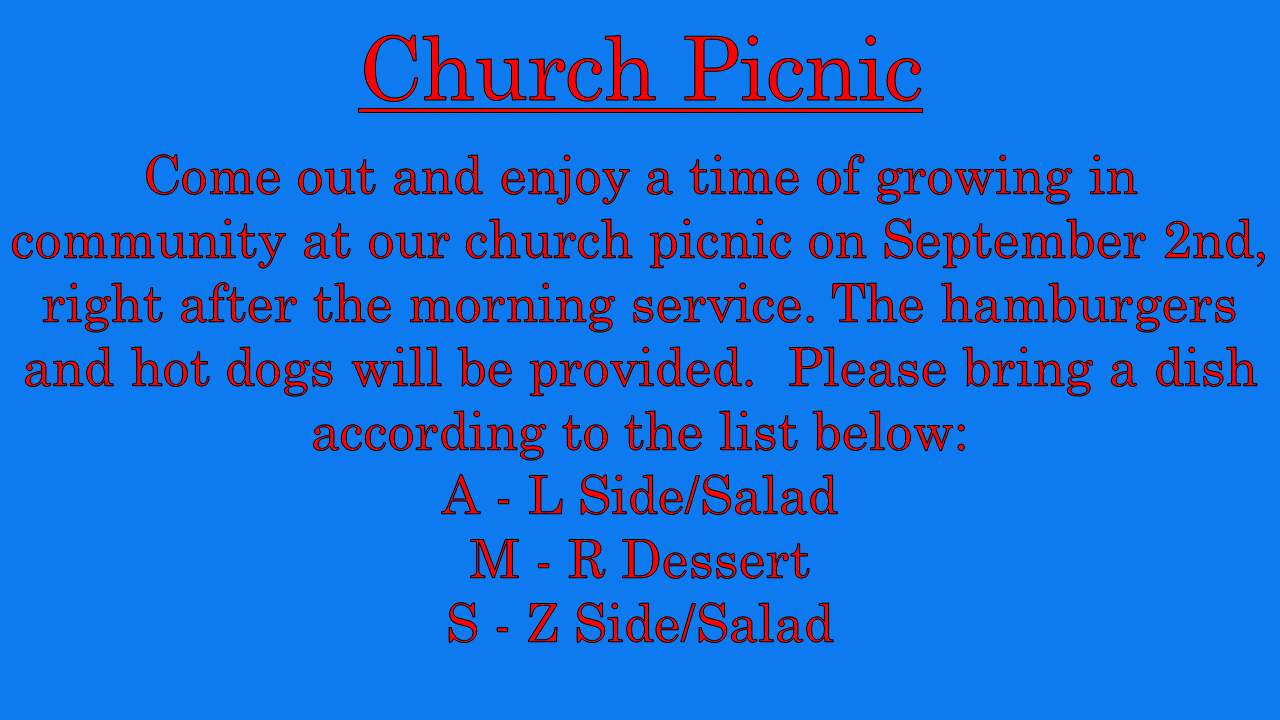 Church Picnic
Come out and enjoy a time of growing in
community at our church picnic on September 2nd,
right after the morning service. The hamburgers
and hot dogs will be provided.  Please bring a dish
according to the list below:
A - L Side/Salad
M - R Dessert
S - Z Side/Salad